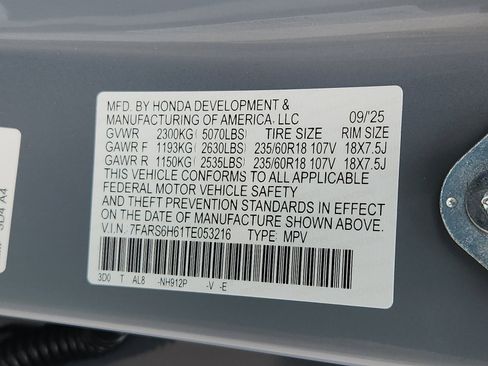 MFD. BY HONDA DEVELOPMENT &
MANUFACTURING OF AMERICA, LLC 09/'25
GVWR 2300KG( 5070LBS) TIRE SIZE RIM SIZE
GAWR F 1193KG( 2630LBS) 235/60R18 107V 18X7.5J
GAWR R 1150KG( 2535LBS) 235/60R18 107V 18X7.5J
THIS VEHICLE CONFORMS TO ALL APPLICABLE
FEDERAL MOTOR VEHICLE SAFETY BUMPER,
AND THEFT PREVENTION STANDARDS IN EFFECT
ON THE DATE OF MANUFACTURE SHOWN ABOVE.
V.I.N. 7FARS6H61TE053216 TYPE: MPV
3D0 T AL8 -NH912P -V -E
3D4 A4